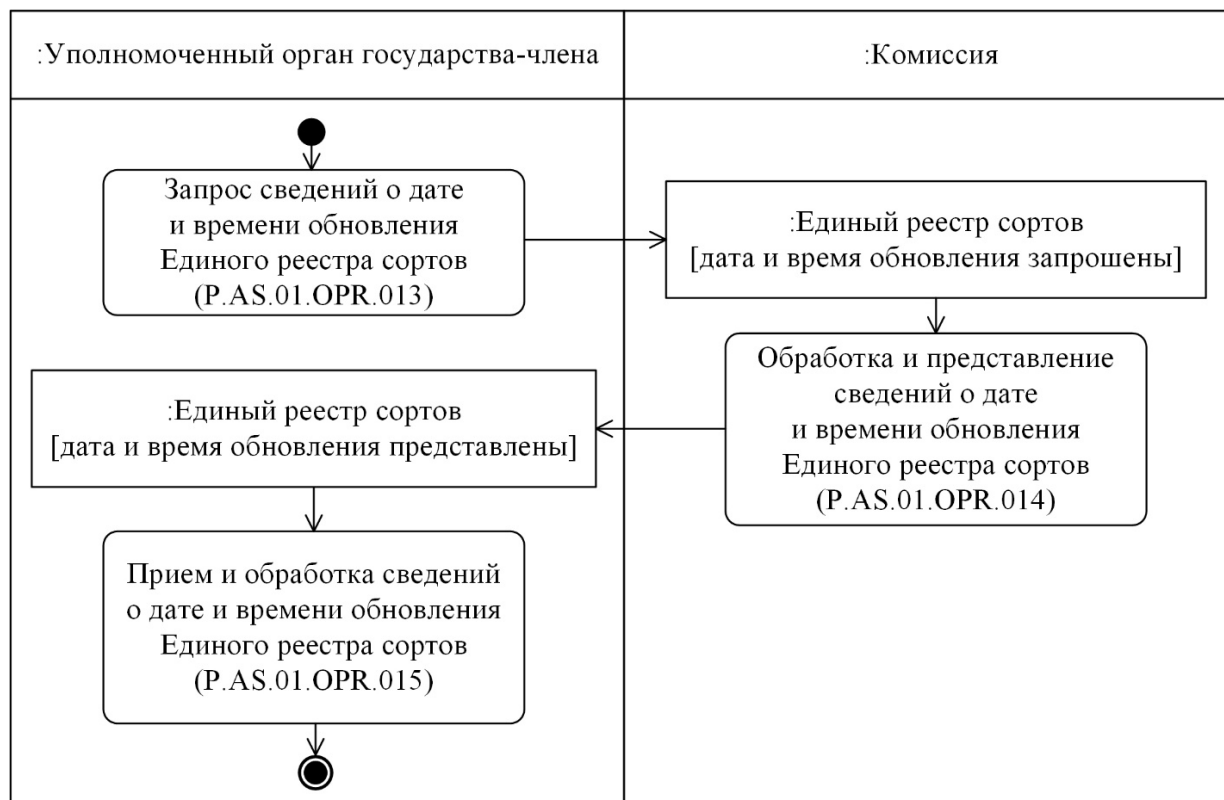 :Уполномоченный орган государства-члена
:Комиссия
Запрос сведений о дате
и времени обновления
Единого реестра сортов
(P.AS.01.OPR.013)
:Единый реестр сортов
[дата и время обновления запрошены]
Обработка и представление
сведений о дате
и времени обновления
Единого реестра сортов
(P.AS.01.OPR.014)
:Единый реестр сортов
[дата и время обновления представлены]
Прием и обработка сведений
о дате и времени обновления
Единого реестра сортов
(P.AS.01.OPR.015)